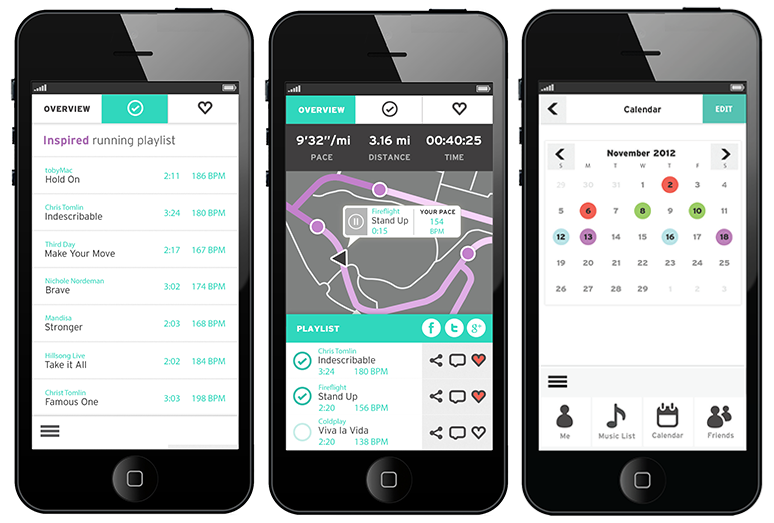 OVERVIEW
Inspired running playlist
tobyMac
Hold On 2:11 186 BPM
Chris Tomlin
Indescribable 3:24 180 BPM
Third Day
Make Your Move 2:17 167 BPM
Nichole Nordeman
Brave 3:02 174 BPM
Mandisa
Stronger 2:03 168 BPM
Hillsong Live
Take it All 2:02 184 BPM
Christ Tomlin
Famous One 3:03 198 BPM
OVERVIEW
9'32"/mi 3.16 mi 00:40:25
PACE DISTANCE TIME
Fireflight YOUR PACE
Stand Up 154
0:15 BPM
PLAYLIST f t g+
Chris Tomlin
Indescribable
3:24 180 BPM
Fireflight
Stand Up
2:20 156 BPM
Coldplay
Viva la Vida
2:20 138 BPM
Calendar EDIT
November 2012
S M T W T F S
29 30 31 1 2 3 4
5 6 7 8 9 10 11
12 13 14 15 16 17 18
19 20 21 22 23 24 25
26 27 28 29 1 2 3
Me Music List Calendar Friends